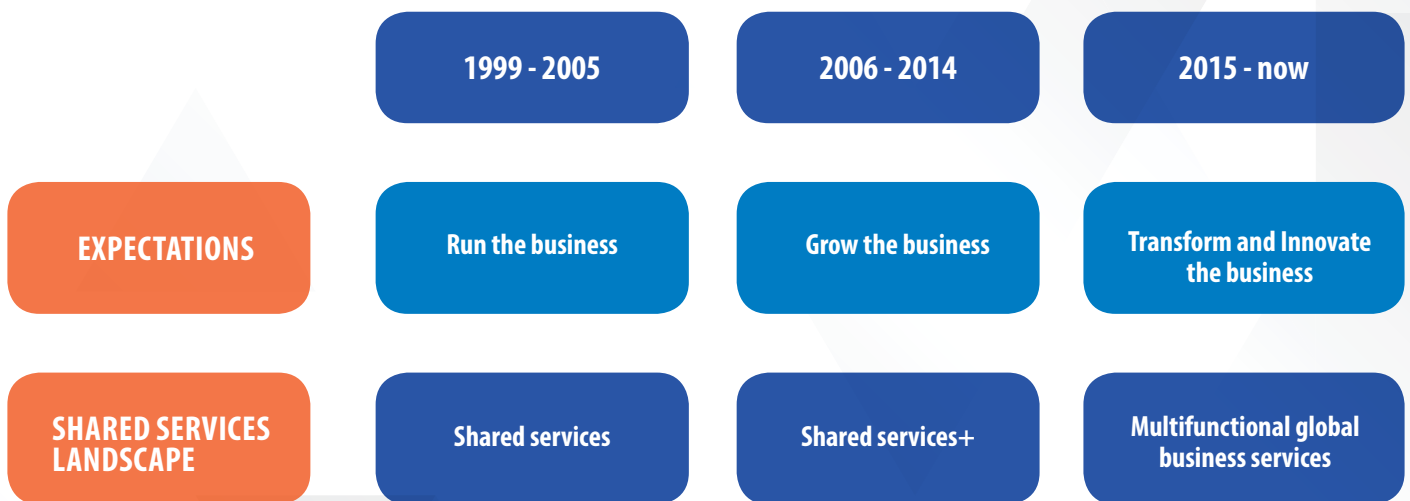 1999 - 2005
2006 - 2014
2015 - now
EXPECTATIONS
Run the business
Grow the business
Transform and Innovate
the business
SHARED SERVICES
LANDSCAPE
Shared services
Shared services+
Multifunctional global
business services